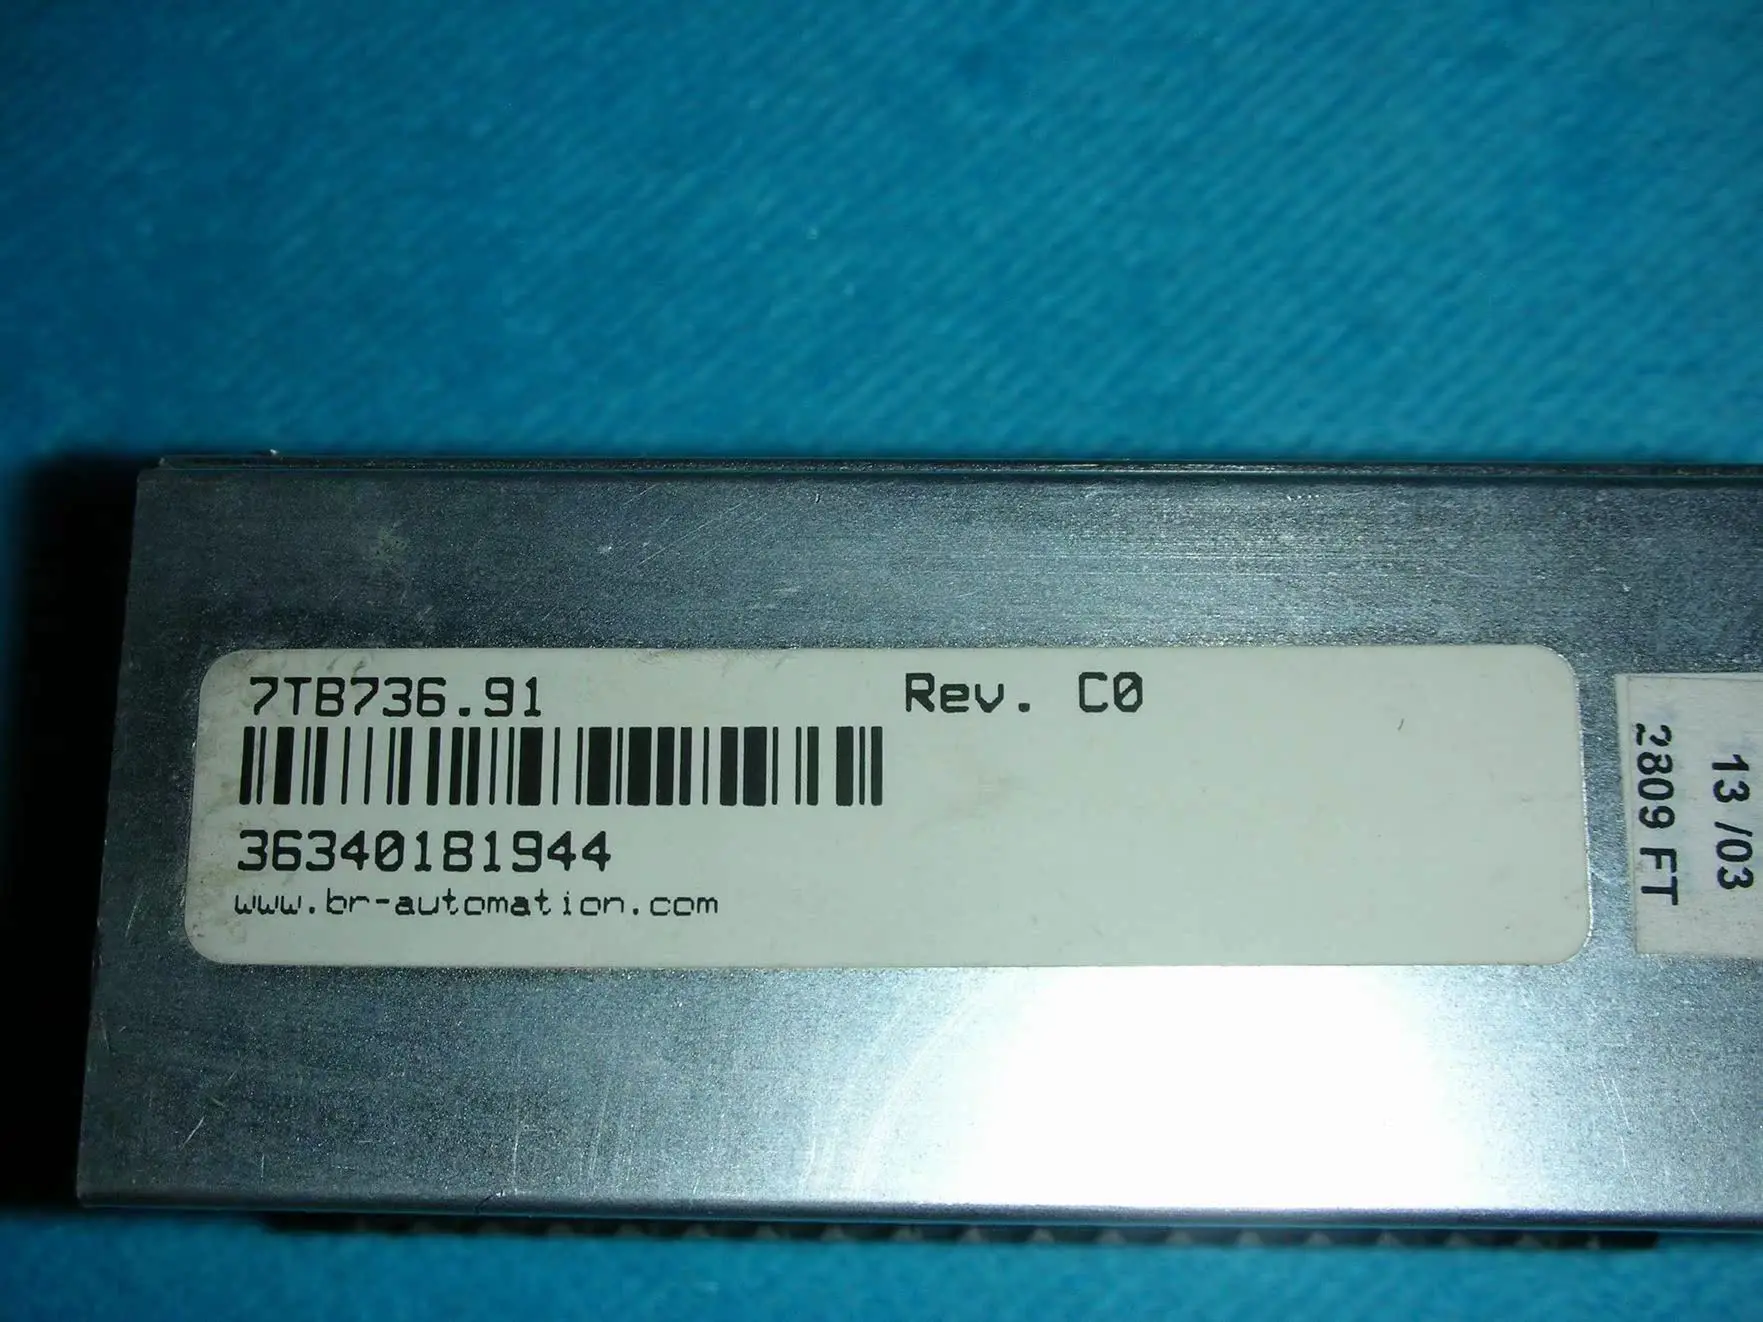 7TB736.91
Rev. C0
36340181944
www.br-automation.com
13 /03
2809 FT